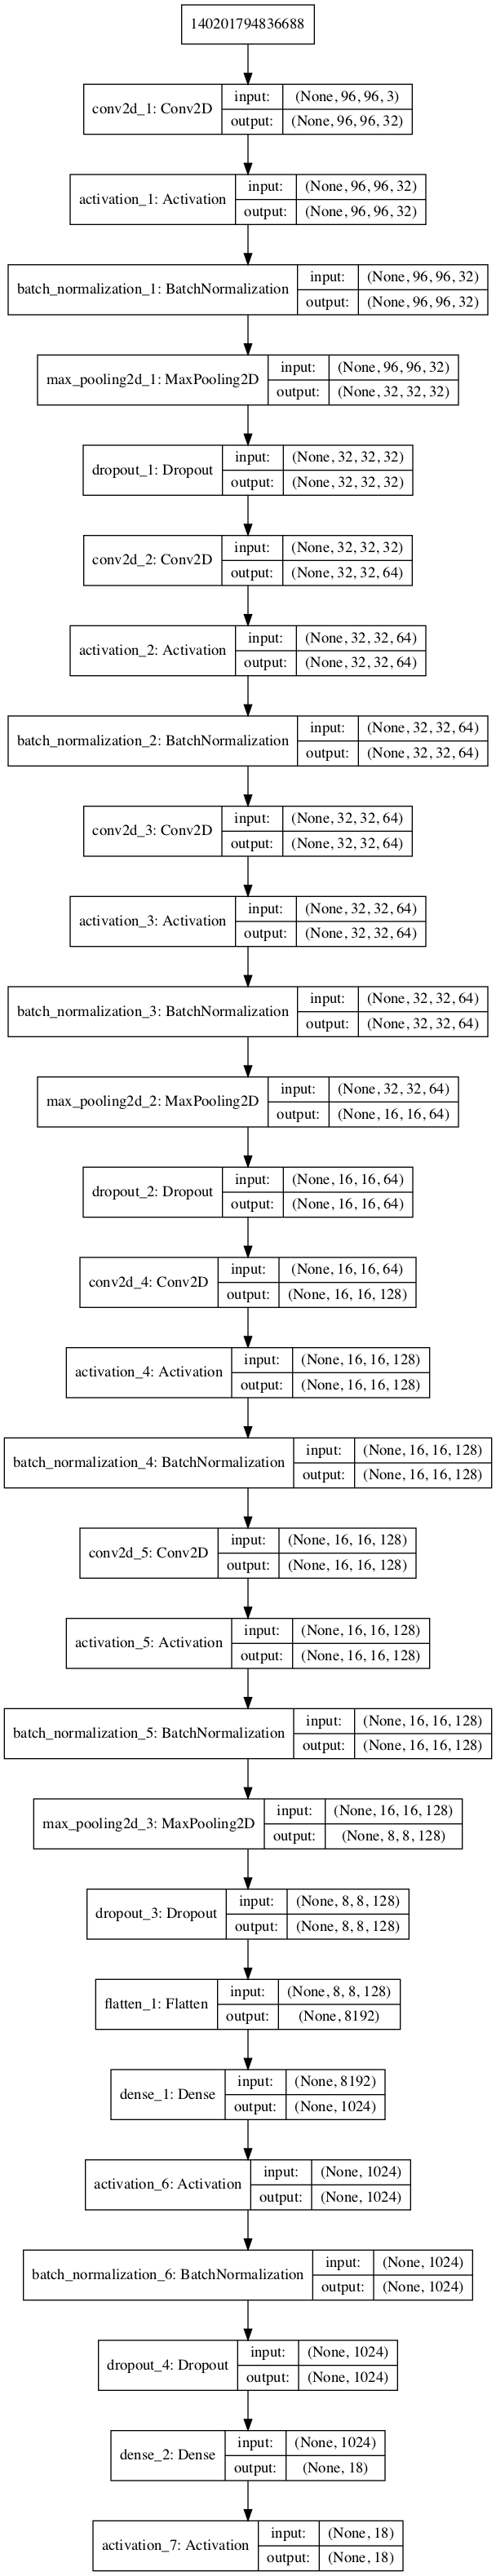 140201794836688
conv2d_1: Conv2D input: (None, 96, 96, 3)
output: (None, 96, 96, 32)
activation_1: Activation input: (None, 96, 96, 32)
output: (None, 96, 96, 32)
batch_normalization_1: BatchNormalization input: (None, 96, 96, 32)
output: (None, 96, 96, 32)
max_pooling2d_1: MaxPooling2D input: (None, 96, 96, 32)
output: (None, 32, 32, 32)
dropout_1: Dropout input: (None, 32, 32, 32)
output: (None, 32, 32, 32)
conv2d_2: Conv2D input: (None, 32, 32, 32)
output: (None, 32, 32, 64)
activation_2: Activation input: (None, 32, 32, 64)
output: (None, 32, 32, 64)
batch_normalization_2: BatchNormalization input: (None, 32, 32, 64)
output: (None, 32, 32, 64)
conv2d_3: Conv2D input: (None, 32, 32, 64)
output: (None, 32, 32, 64)
activation_3: Activation input: (None, 32, 32, 64)
output: (None, 32, 32, 64)
batch_normalization_3: BatchNormalization input: (None, 32, 32, 64)
output: (None, 32, 32, 64)
max_pooling2d_2: MaxPooling2D input: (None, 32, 32, 64)
output: (None, 16, 16, 64)
dropout_2: Dropout input: (None, 16, 16, 64)
output: (None, 16, 16, 64)
conv2d_4: Conv2D input: (None, 16, 16, 64)
output: (None, 16, 16, 128)
activation_4: Activation input: (None, 16, 16, 128)
output: (None, 16, 16, 128)
batch_normalization_4: BatchNormalization input: (None, 16, 16, 128)
output: (None, 16, 16, 128)
conv2d_5: Conv2D input: (None, 16, 16, 128)
output: (None, 16, 16, 128)
activation_5: Activation input: (None, 16, 16, 128)
output: (None, 16, 16, 128)
batch_normalization_5: BatchNormalization input: (None, 16, 16, 128)
output: (None, 16, 16, 128)
max_pooling2d_3: MaxPooling2D input: (None, 16, 16, 128)
output: (None, 8, 8, 128)
dropout_3: Dropout input: (None, 8, 8, 128)
output: (None, 8, 8, 128)
flatten_1: Flatten input: (None, 8, 8, 128)
output: (None, 8192)
dense_1: Dense input: (None, 8192)
output: (None, 1024)
activation_6: Activation input: (None, 1024)
output: (None, 1024)
batch_normalization_6: BatchNormalization input: (None, 1024)
output: (None, 1024)
dropout_4: Dropout input: (None, 1024)
output: (None, 1024)
dense_2: Dense input: (None, 1024)
output: (None, 18)
activation_7: Activation input: (None, 18)
output: (None, 18)